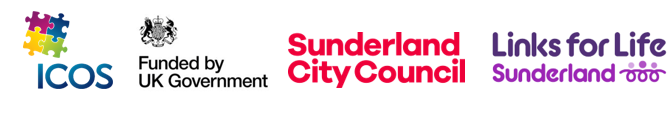 ICOS
Funded by
UK Government
Sunderland
City Council
Links for Life
Sunderland